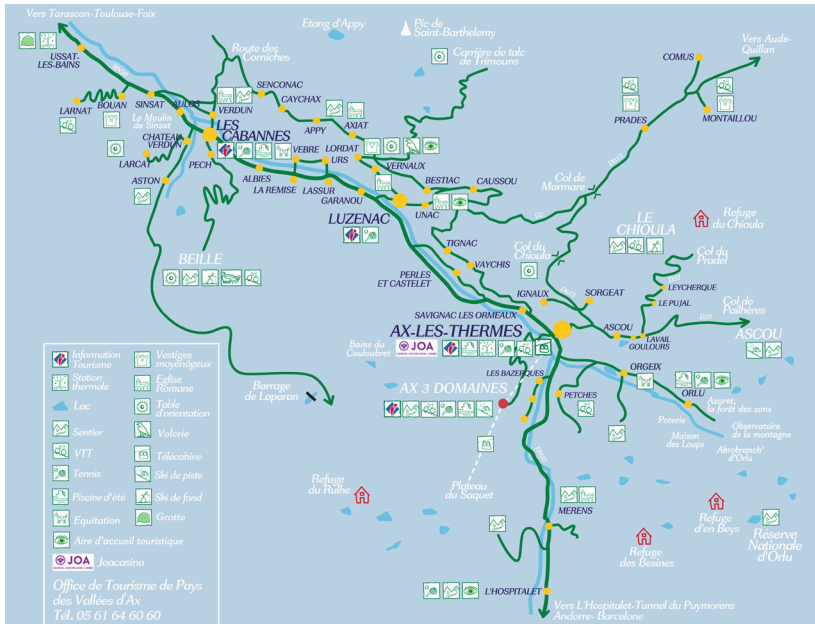 Vers Tarascon-Toulouse-Foix
Etang d'Appy
Pic de
Saint-Barthelemy
Route des
Corniches
Carrière de talc
de Trimouns
Vers Aude-
Quillan
COMUS
USSAT-
LES-BAINS
SENCONAC
CAYCHAX
LARNAT
BOUAN
SINSAT
AULOS
VERDUN
Le Moulin
de Sinsat
LES
CABANNES
APPY
AXIAT
PRADES
MONTAILLOU
CHATEAU
VERDUN
LARCAT
PECH
VEBRE
LORDAT
URS
VERNAUX
ASTON
ALBIES
LA REMISE
LASSUR
GARANOU
BESTIAC
CAUSSOU
UNAC
Col de
Marmare
D613
D2
LUZENAC
LE
CHIOULA
Refuge
du Chioula
BEILLE
TIGNAC
VAYCHIS
Col du
Chioula
Col du
Pradel
PERLES
ET CASTELET
IGNAUX
SORGEAT
LEYCHERQUE
LE PUJAL
Col de
Pailhères
SAVIGNAC LES ORMEAUX
AX-LES-THERMES
D613
ASCOU
LAVAIL
GOULOURS
D25
ASCOU
Bains du
Couloubret
JOA
LES BAZERQUES
ORGEIX
ORLU
AX 3 DOMAINES
PETCHES
Azaret,
la forêt des sons
Poterie
Maison
des Loups
Observatoire
de la montagne
Akrobranch'
d'Orlu
Barrage
de Laparan
Plateau
du Saquet
Refuge
du Rulhe
MERENS
Refuge
d'en Beys
Refuge
des Besines
Réserve
Nationale
d'Orlu
L'HOSPITALET
Vers L'Hospitalet-Tunnel du Puymorens
Andorre- Barcelone
Information
Tourisme
Vestiges
moyénageux
Station
thermale
Eglise
Romane
Lac
Table
d'orientation
Sentier
Volerie
VTT
Télécabine
Tennis
Ski de piste
Piscine d'été
Ski de fond
Equitation
Grotte
Aire d'accueil touristique
JOA
Joacasino
Office de Tourisme de Pays
des Vallées d'Ax
Tél. 05 61 64 60 60